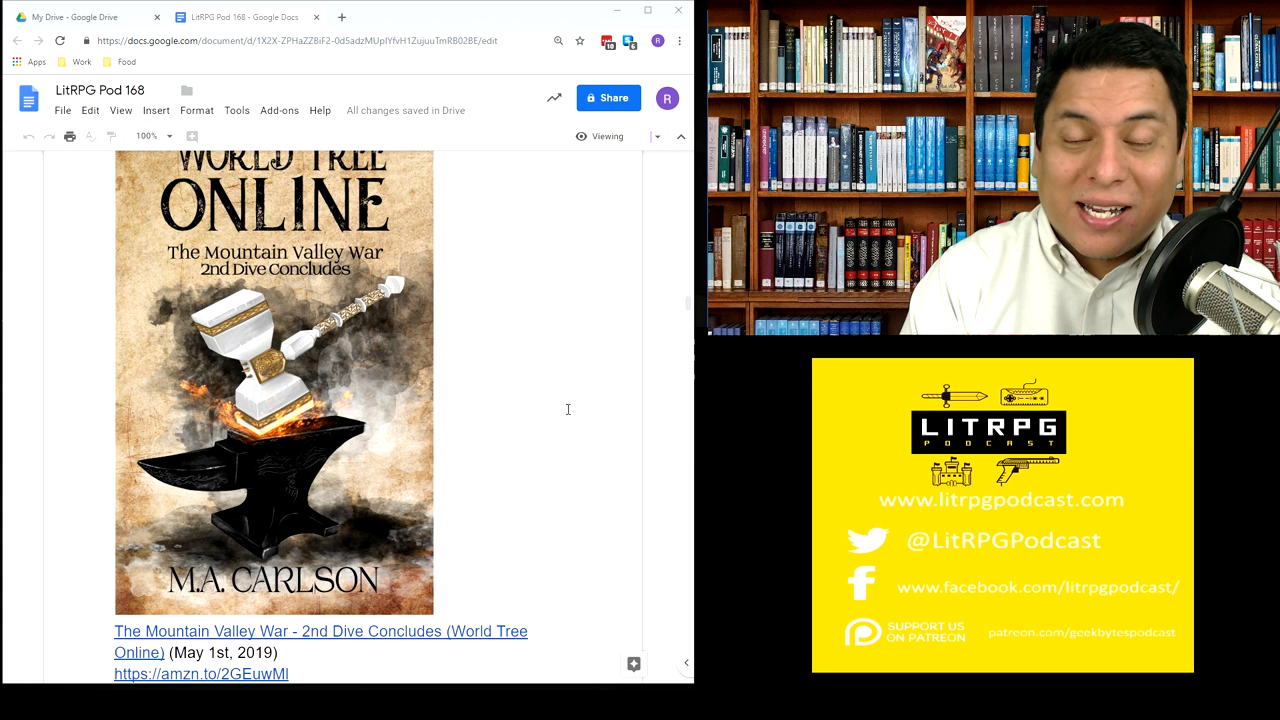 My Drive - Google Drive
LitRPG Pod 168 - Google Docs
https://docs.google.com/document/d/1X2X-ZPHaZZBiF2-0d5adzMUpIYfvH1ZujuuTmRB02BE/edit
10
6
R
Apps
Work
Food
LitRPG Pod 168
Share
R
File Edit View Insert Format Tools Add-ons Help All changes saved in Drive
100%
Viewing
WORLD TREE
ONLINE
The Mountain Valley War
2nd Dive Concludes
M.A. CARLSON
The Mountain Valley War - 2nd Dive Concludes (World Tree
Online) (May 1st, 2019)
https://amzn.to/2GEuwMl
LITRPG
PODCAST
www.litrpgpodcast.com
@LitRPGPodcast
www.facebook.com/litrpgpodcast/
SUPPORT US
ON PATREON
patreon.com/geekbytespodcast